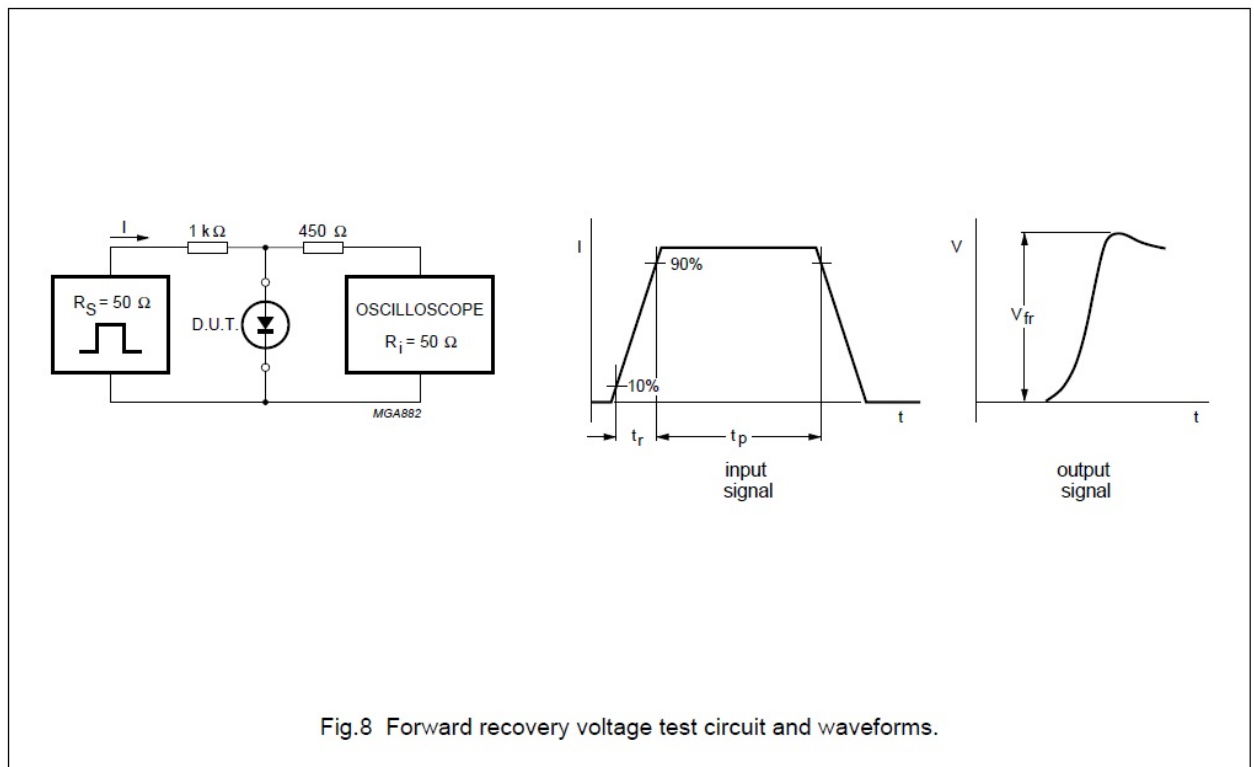 I
1 kΩ
450 Ω
R_S = 50 Ω
D.U.T.
OSCILLOSCOPE
R_i = 50 Ω
MGA882
I
90%
10%
t
t_r
t_p
input
signal
V
V_fr
t
output
signal
Fig.8 Forward recovery voltage test circuit and waveforms.